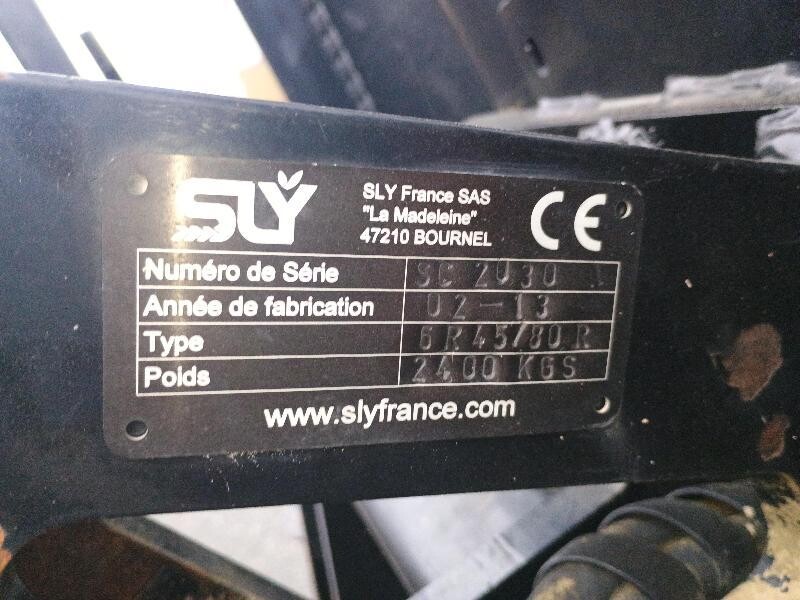 SLY
SLY France SAS
"La Madeleine"
47210 BOURNEL
CE
Numéro de Série SC 2030
Année de fabrication 02-13
Type 6R45/80R
Poids 2400 KGS
www.slyfrance.com